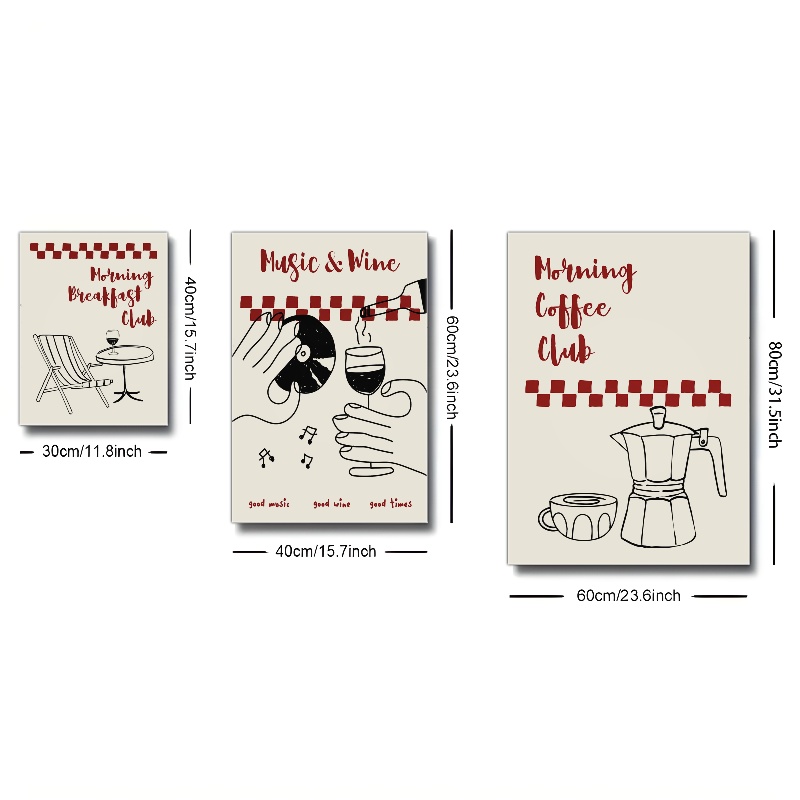 Morning
Breakfast
Club
40cm/15.7inch
30cm/11.8inch
Music & Wine
good music good wine good times
60cm/23.6inch
40cm/15.7inch
Morning
Coffee
Club
80cm/31.5inch
60cm/23.6inch